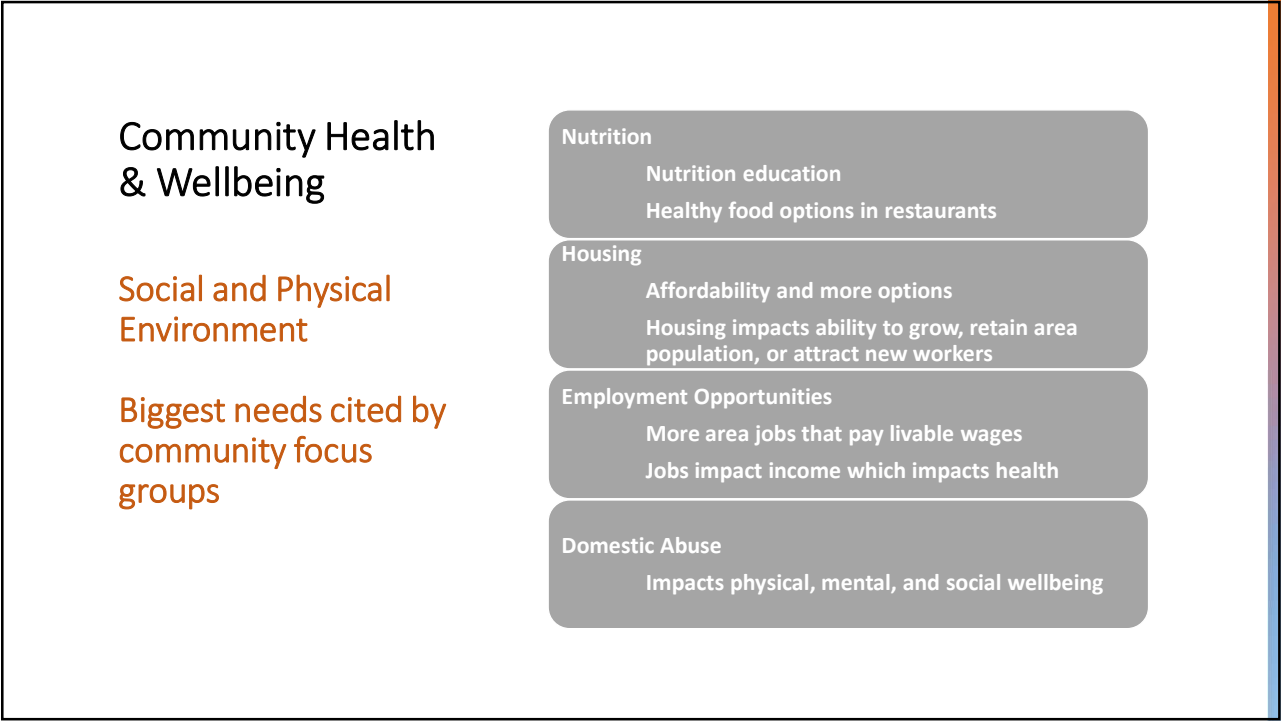 Community Health
& Wellbeing
Social and Physical
Environment
Biggest needs cited by
community focus
groups
Nutrition
Nutrition education
Healthy food options in restaurants
Housing
Affordability and more options
Housing impacts ability to grow, retain area
population, or attract new workers
Employment Opportunities
More area jobs that pay livable wages
Jobs impact income which impacts health
Domestic Abuse
Impacts physical, mental, and social wellbeing